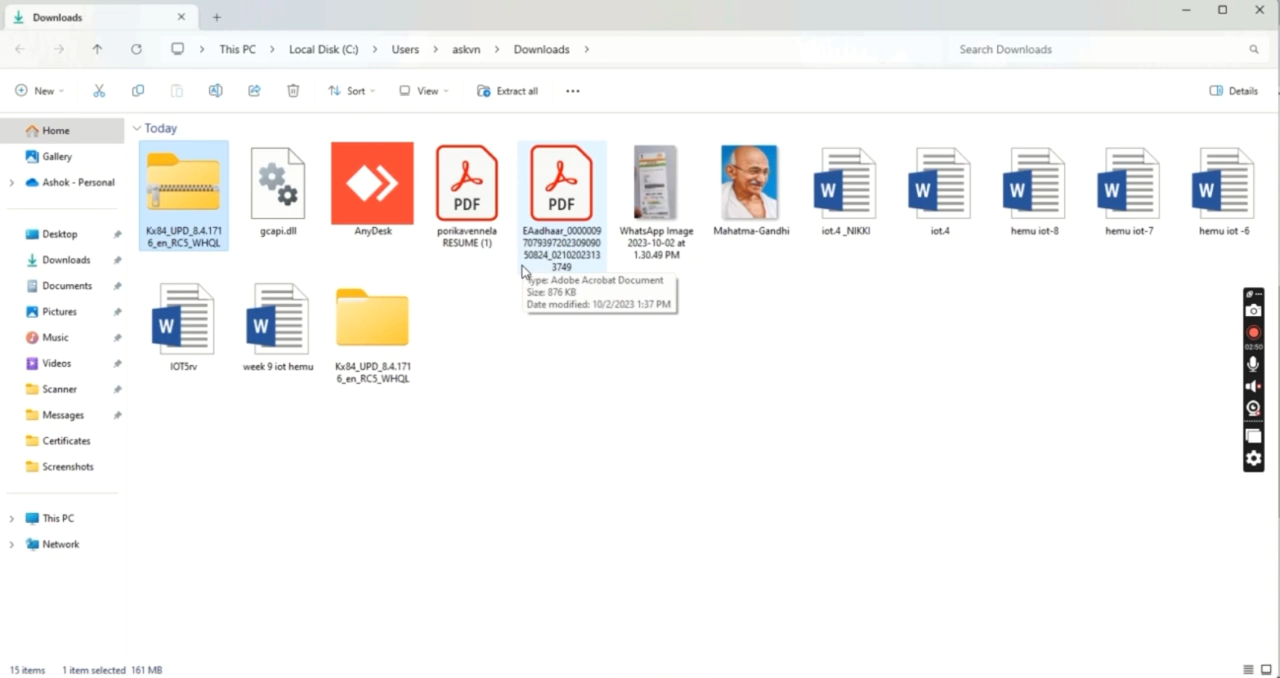 Downloads
This PC
Local Disk (C:)
Users
askvn
Downloads
Search Downloads
New
Sort
View
Extract all
Details
Home
Gallery
Ashok - Personal
Desktop
Downloads
Documents
Pictures
Music
Videos
Scanner
Messages
Certificates
Screenshots
This PC
Network
Today
Kx84_UPD_8.4.171
6_en_RC5_WHQL
gcapi.dll
AnyDesk
PDF
porikavennela
RESUME (1)
PDF
EAadhaar_0000009
7079397202309090
50824_0210202313
3749
WhatsApp Image
2023-10-02 at
1.30.49 PM
Mahatma-Gandhi
W
iot.4 _NIKKI
W
iot.4
W
hemu iot-8
W
hemu iot-7
W
hemu iot -6
Type: Adobe Acrobat Document
Size: 876 KB
Date modified: 10/2/2023 1:37 PM
W
IOT5rv
W
week 9 iot hemu
Kx84_UPD_8.4.171
6_en_RC5_WHQL
02:50
15 items
1 item selected 161 MB